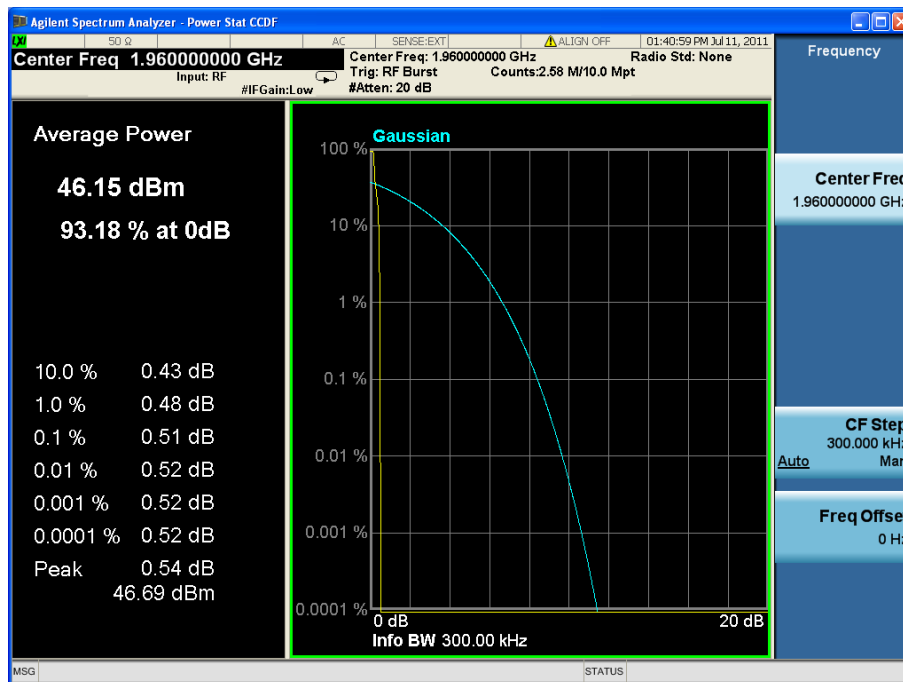 Agilent Spectrum Analyzer - Power Stat CCDF
LXI 50 Ω AC SENSE:EXT ALIGN OFF 01:40:59 PM Jul 11, 2011
Center Freq 1.960000000 GHz
Input: RF
#IFGain:Low
Center Freq: 1.960000000 GHz
Radio Std: None
Trig: RF Burst
Counts:2.58 M/10.0 Mpt
#Atten: 20 dB
Average Power
46.15 dBm
93.18 % at 0dB
10.0 % 0.43 dB
1.0 % 0.48 dB
0.1 % 0.51 dB
0.01 % 0.52 dB
0.001 % 0.52 dB
0.0001 % 0.52 dB
Peak 0.54 dB
46.69 dBm
Gaussian
100 %
10 %
1 %
0.1 %
0.01 %
0.001 %
0.0001 %
0 dB 20 dB
Info BW 300.00 kHz
Frequency
Center Freq
1.960000000 GHz
CF Step
300.000 kHz
Auto Man
Freq Offset
0 Hz
MSG STATUS